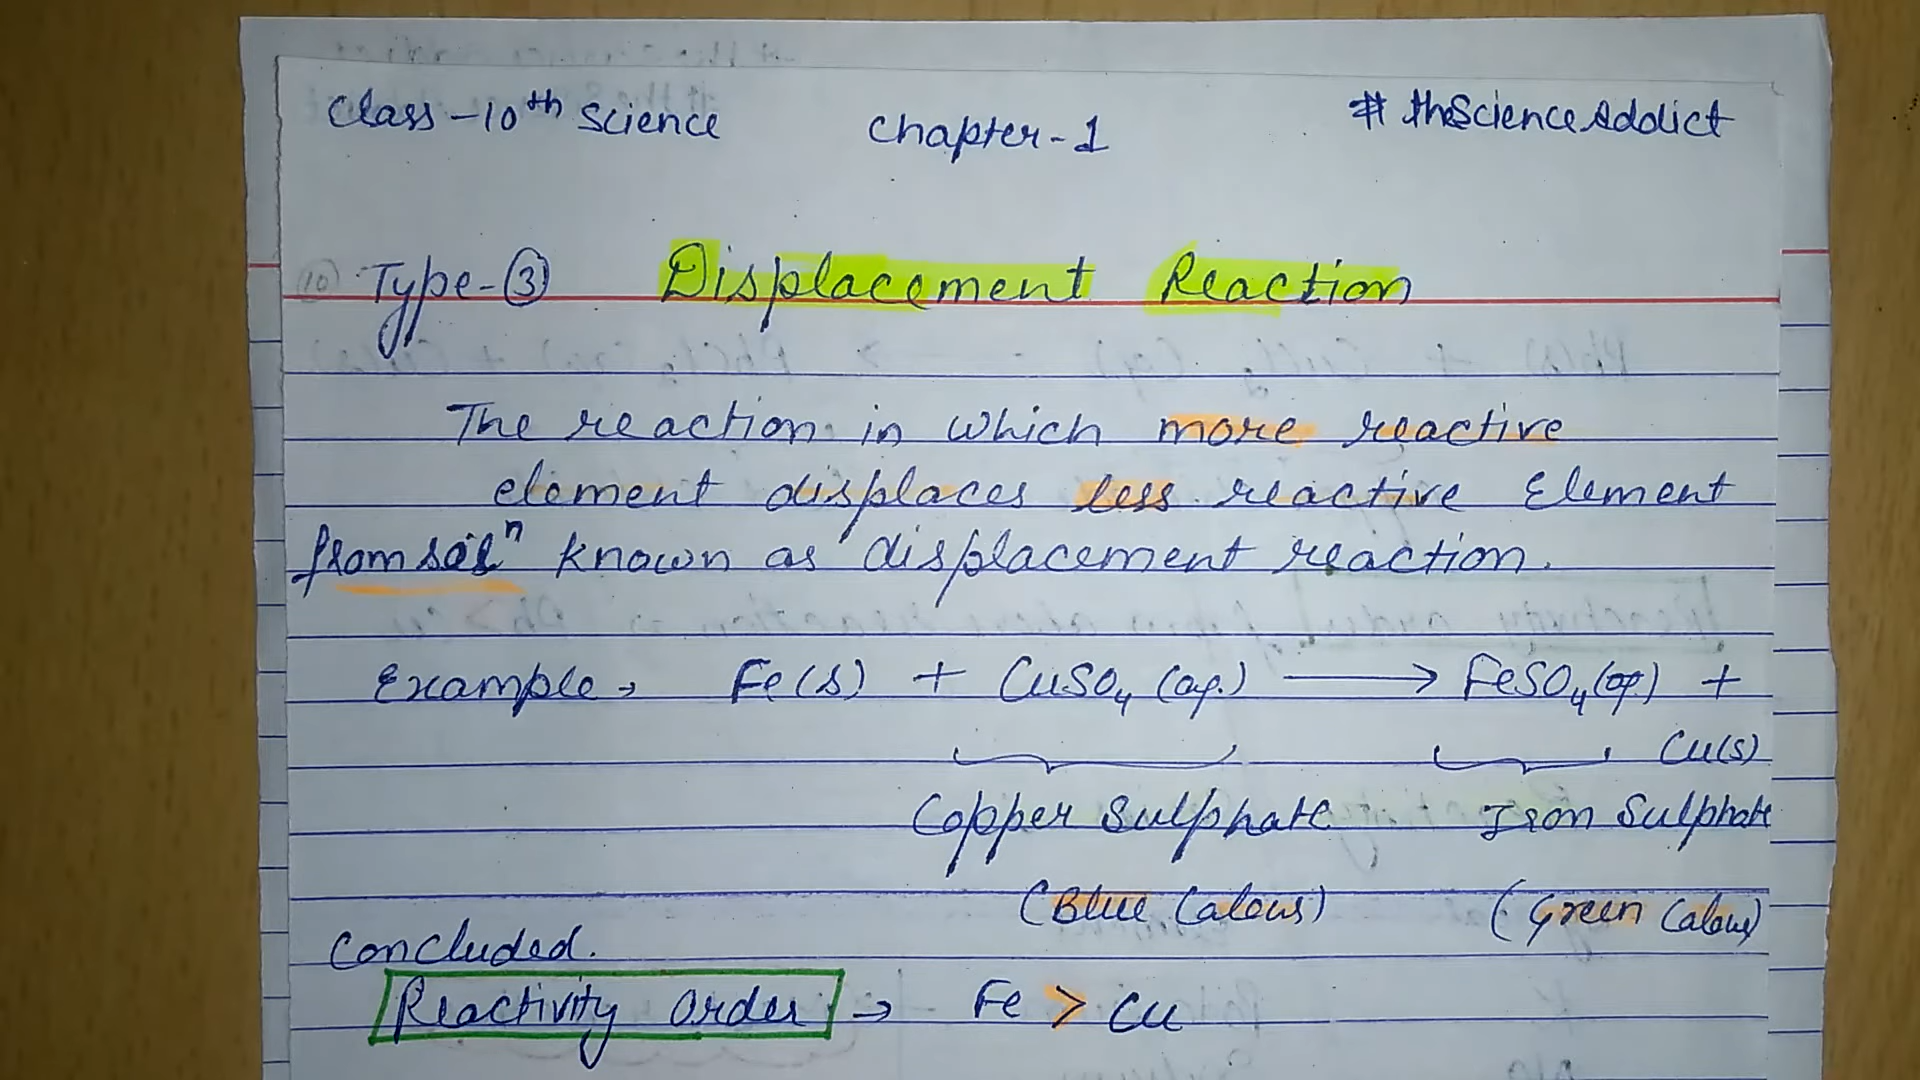 Class-10th Science Chapter-1 # theScienceAddict
Type-③ Displacement Reaction
The reaction in which more reactive
element displaces less reactive Element
from solⁿ known as displacement reaction.
Example → Fe(s) + CuSO₄ (aq.) ⟶ FeSO₄(aq.) +
Cu(s)
Copper Sulphate Iron Sulphate
(Blue Colour) (Green Colour)
Concluded.
Reactivity order → Fe > Cu